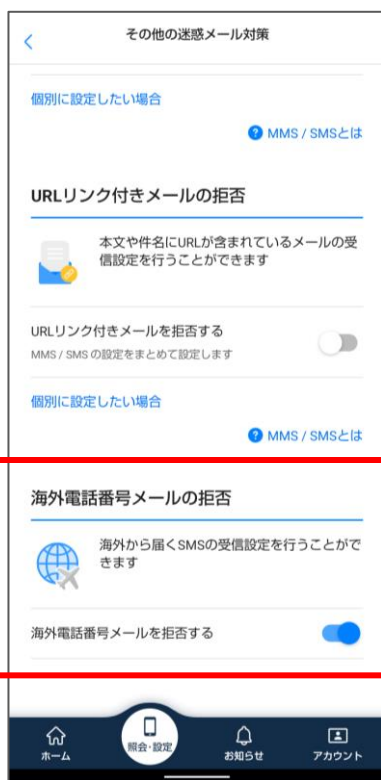 その他の迷惑メール対策
個別に設定したい場合
? MMS / SMSとは
URLリンク付きメールの拒否
本文や件名にURLが含まれているメールの受
信設定を行うことができます
URLリンク付きメールを拒否する
MMS / SMS の設定をまとめて設定します
個別に設定したい場合
? MMS / SMSとは
海外電話番号メールの拒否
海外から届くSMSの受信設定を行うことがで
きます
海外電話番号メールを拒否する
ホーム
照会・設定
お知らせ
アカウント